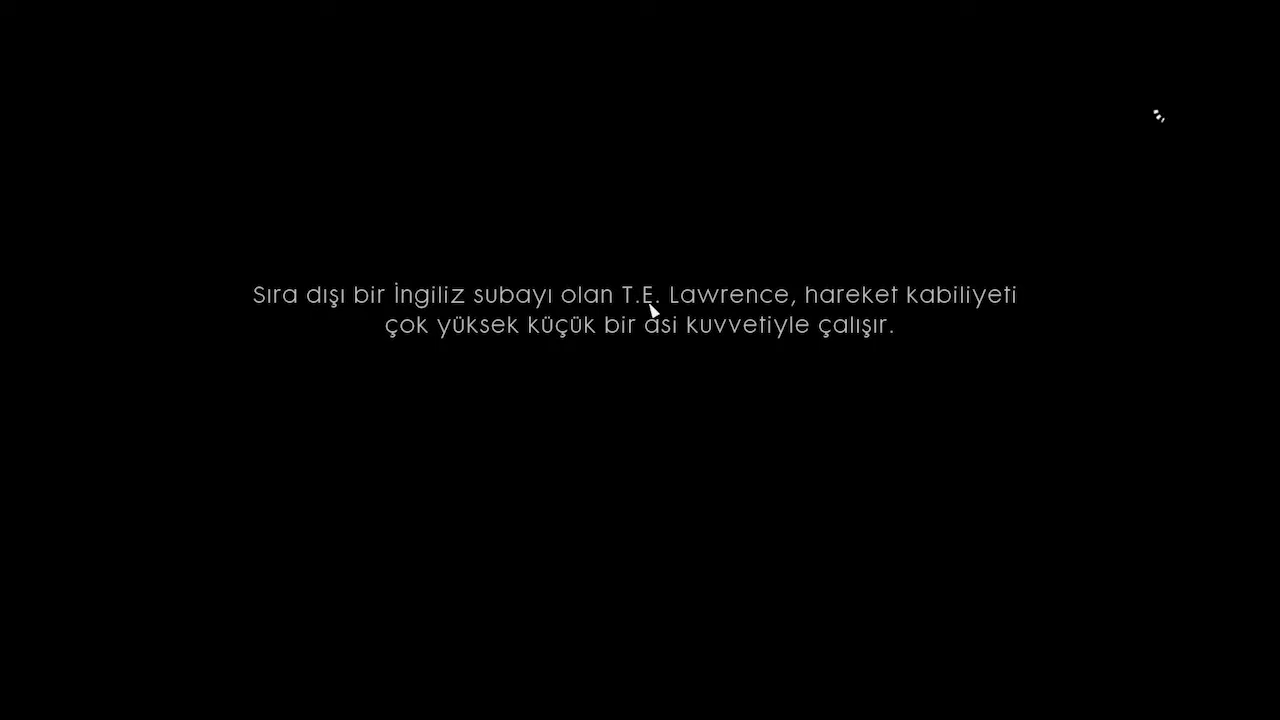 Sıra dışı bir İngiliz subayı olan T.E. Lawrence, hareket kabiliyeti
çok yüksek küçük bir asi kuvvetiyle çalışır.